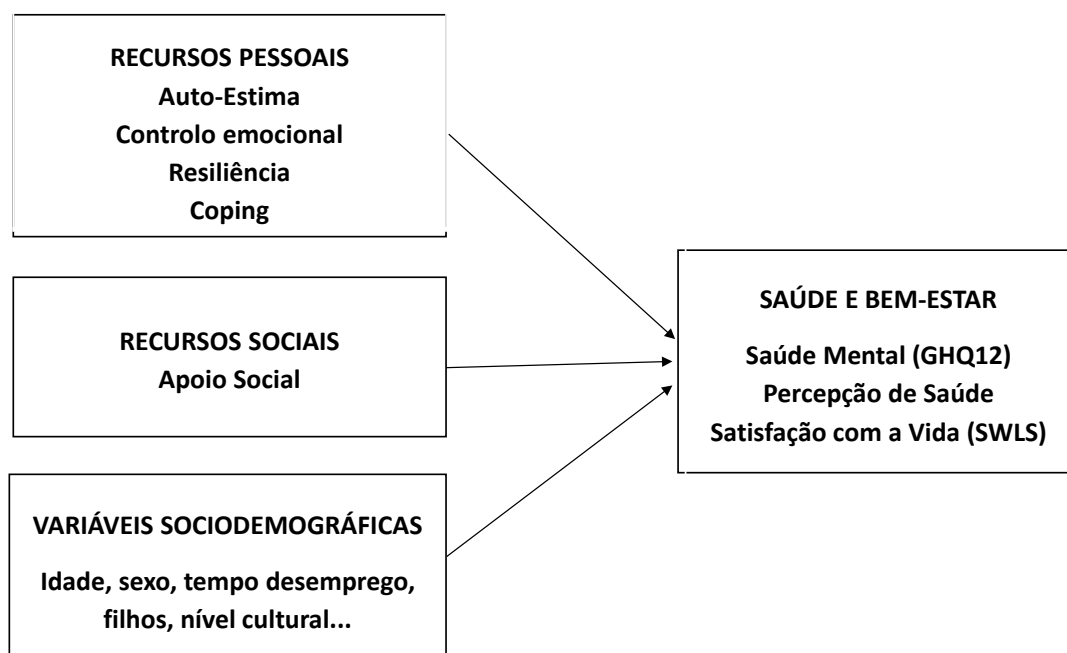 RECURSOS PESSOAIS
Auto-Estima
Controlo emocional
Resiliência
Coping
RECURSOS SOCIAIS
Apoio Social
VARIÁVEIS SOCIODEMOGRÁFICAS
Idade, sexo, tempo desemprego,
filhos, nível cultural...
SAÚDE E BEM-ESTAR
Saúde Mental (GHQ12)
Percepção de Saúde
Satisfação com a Vida (SWLS)